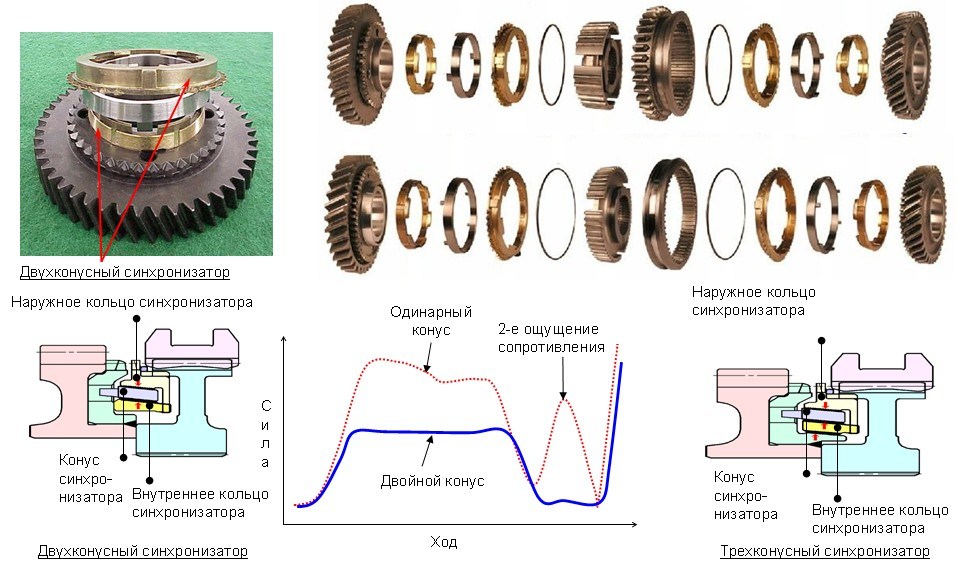 Двухконусный синхронизатор
Наружное кольцо синхронизатора
Конус
синхро-
низатора
Внутреннее кольцо
синхронизатора
Двухконусный синхронизатор
Одинарный
конус
2-е ощущение
сопротивления
С
и
л
а
Двойной конус
Ход
Наружное кольцо
синхронизатора
Конус
синхро-
низатора
Внутреннее кольцо
синхронизатора
Трехконусный синхронизатор